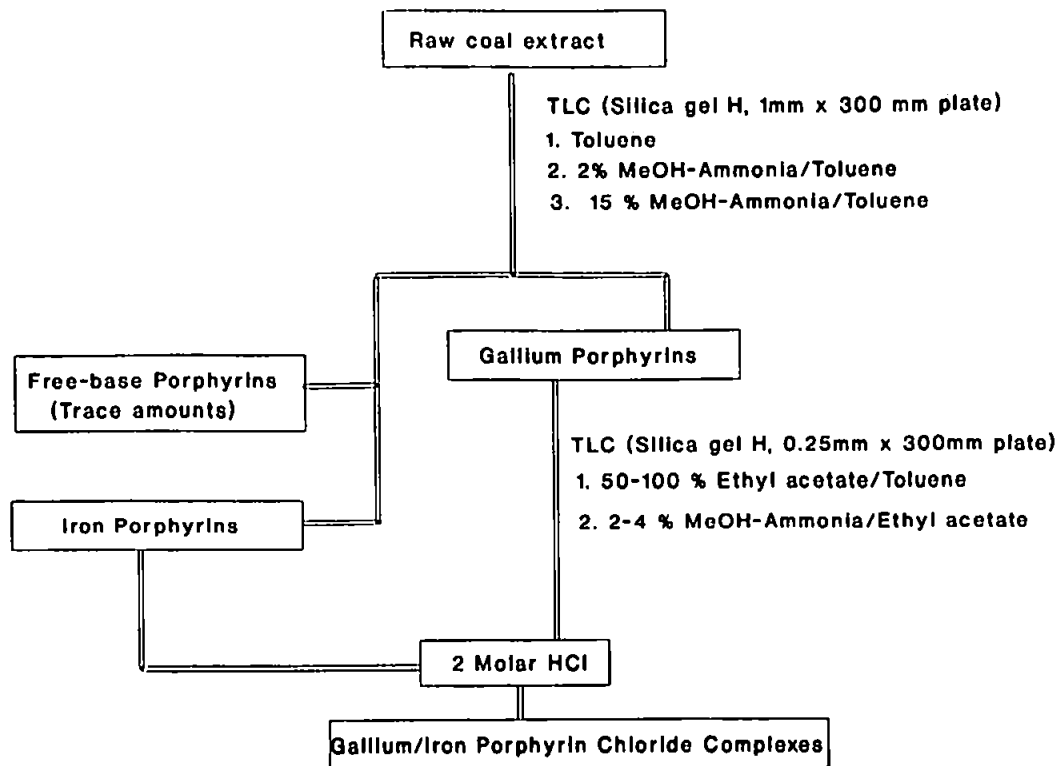 Raw coal extract
TLC (Silica gel H, 1mm x 300 mm plate)
1. Toluene
2. 2% MeOH-Ammonia/Toluene
3. 15 % MeOH-Ammonia/Toluene
Gallium Porphyrins
Free-base Porphyrins
(Trace amounts)
TLC (Silica gel H, 0.25mm x 300mm plate)
1. 50-100 % Ethyl acetate/Toluene
2. 2-4 % MeOH-Ammonia/Ethyl acetate
Iron Porphyrins
2 Molar HCl
Gallium/Iron Porphyrin Chloride Complexes